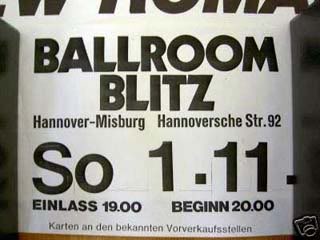 BALLROOM
BLITZ
Hannover-Misburg Hannoversche Str. 92
So 1.11.
EINLASS 19.00 BEGINN 20.00
Karten an den bekannten Vorverkaufsstellen